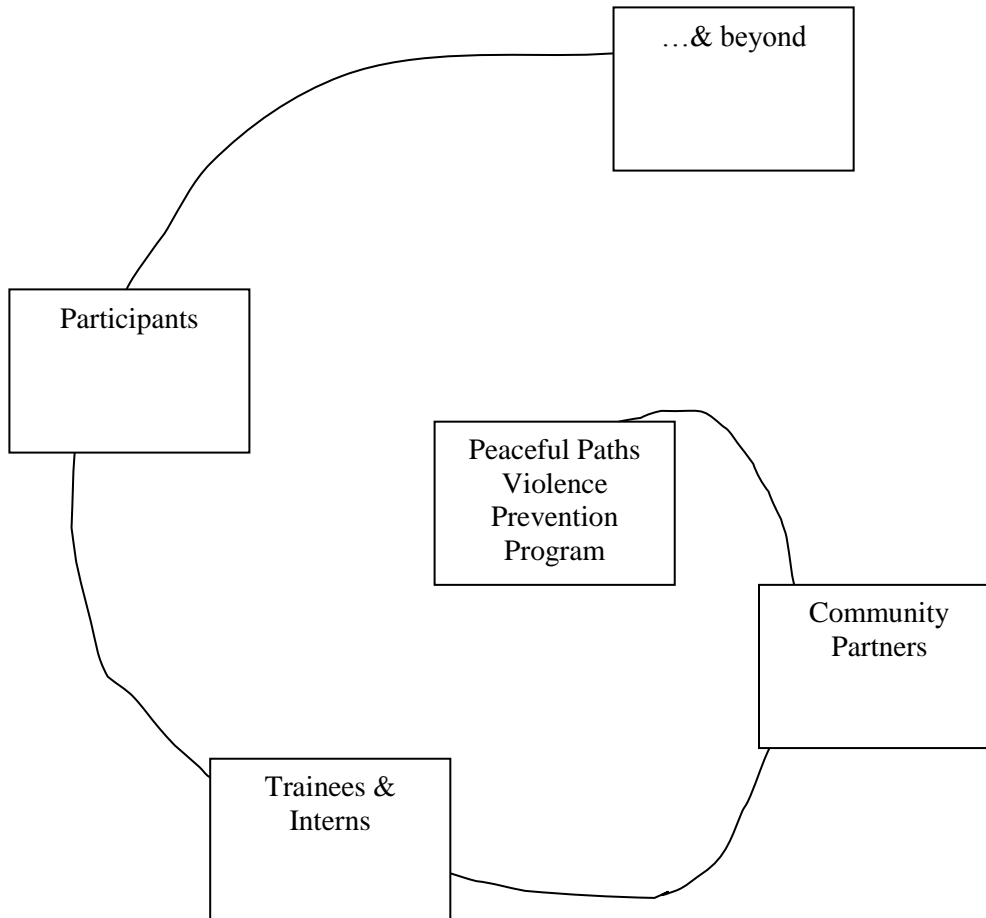 …& beyond
Participants
Peaceful Paths
Violence
Prevention
Program
Community
Partners
Trainees &
Interns